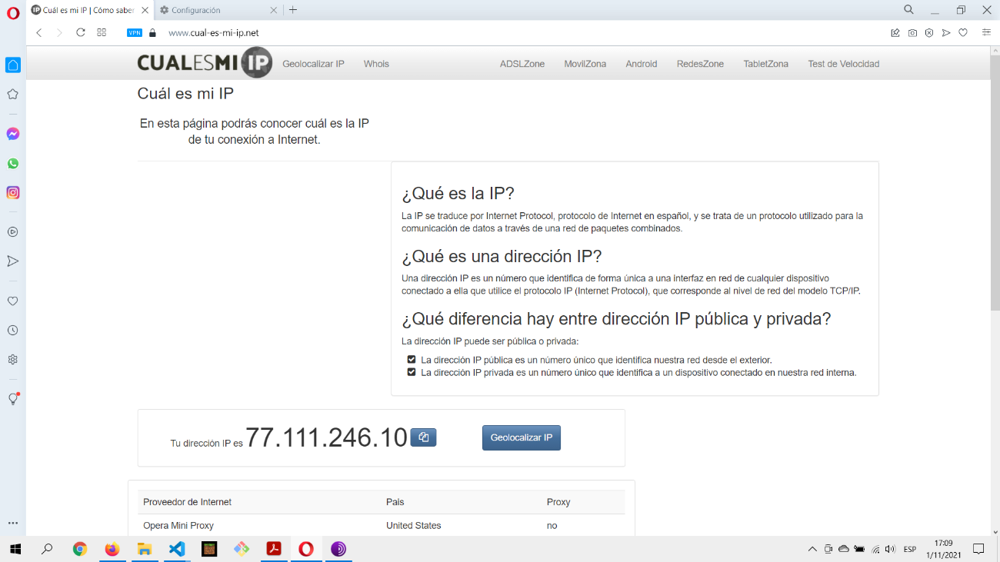 Cuál es mi IP | Cómo saber
Configuración
VPN
www.cual-es-mi-ip.net
CUALESMI IP
Geolocalizar IP
Whois
ADSLZone
MovilZona
Android
RedesZone
TabletZona
Test de Velocidad
Cuál es mi IP
En esta página podrás conocer cuál es la IP
de tu conexión a Internet.
¿Qué es la IP?
La IP se traduce por Internet Protocol, protocolo de Internet en español, y se trata de un protocolo utilizado para la
comunicación de datos a través de una red de paquetes combinados.
¿Qué es una dirección IP?
Una dirección IP es un número que identifica de forma única a una interfaz en red de cualquier dispositivo
conectado a ella que utilice el protocolo IP (Internet Protocol), que corresponde al nivel de red del modelo TCP/IP.
¿Qué diferencia hay entre dirección IP pública y privada?
La dirección IP puede ser pública o privada:
La dirección IP pública es un número único que identifica nuestra red desde el exterior.
La dirección IP privada es un número único que identifica a un dispositivo conectado en nuestra red interna.
Tu dirección IP es 77.111.246.10
Geolocalizar IP
Proveedor de Internet
Pais
Proxy
Opera Mini Proxy
United States
no
ESP
17:09
1/11/2021